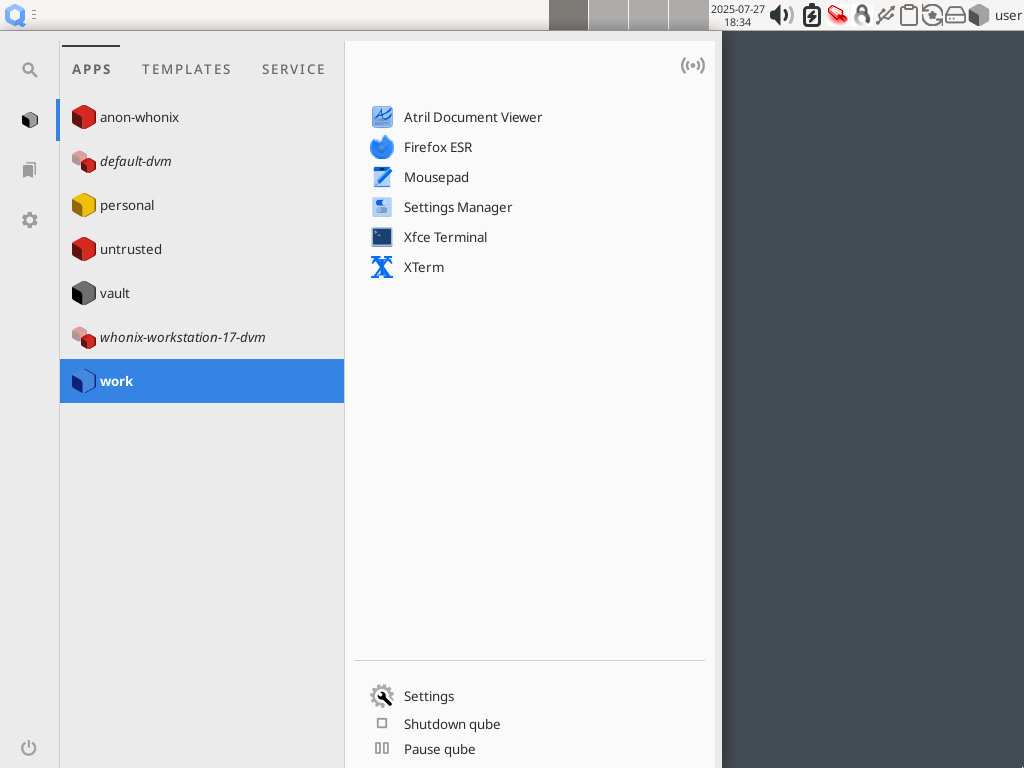 2025-07-27
18:34
user
APPS TEMPLATES SERVICE
anon-whonix
default-dvm
personal
untrusted
vault
whonix-workstation-17-dvm
work
Atril Document Viewer
Firefox ESR
Mousepad
Settings Manager
Xfce Terminal
XTerm
Settings
Shutdown qube
Pause qube